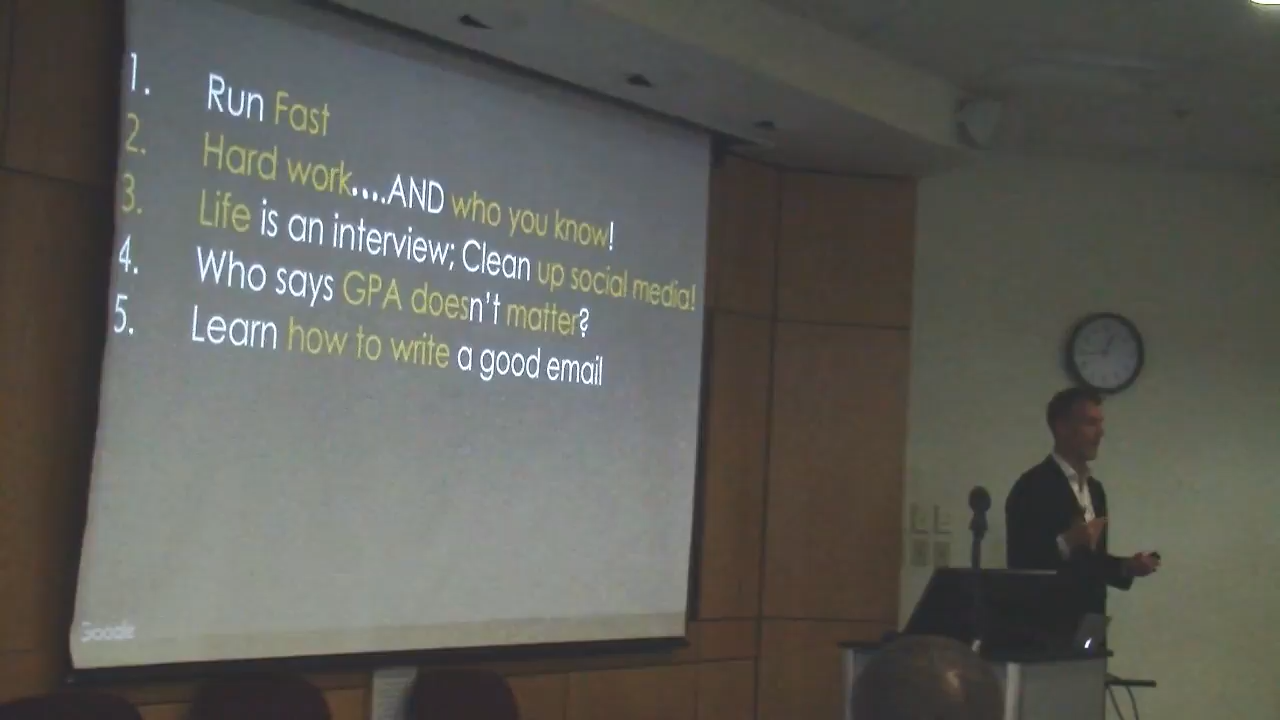 1. Run Fast
2. Hard work....AND who you know!
3. Life is an interview; Clean up social media!
4. Who says GPA doesn't matter?
5. Learn how to write a good email
Google